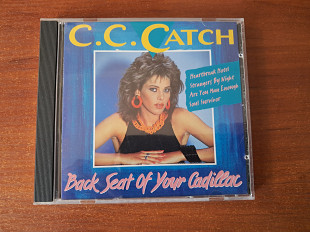 C.C. CATCH
Heartbreak Hotel
Strangers By Night
Are You Man Enough
Soul Survivor
Back Seat Of Your Cadillac